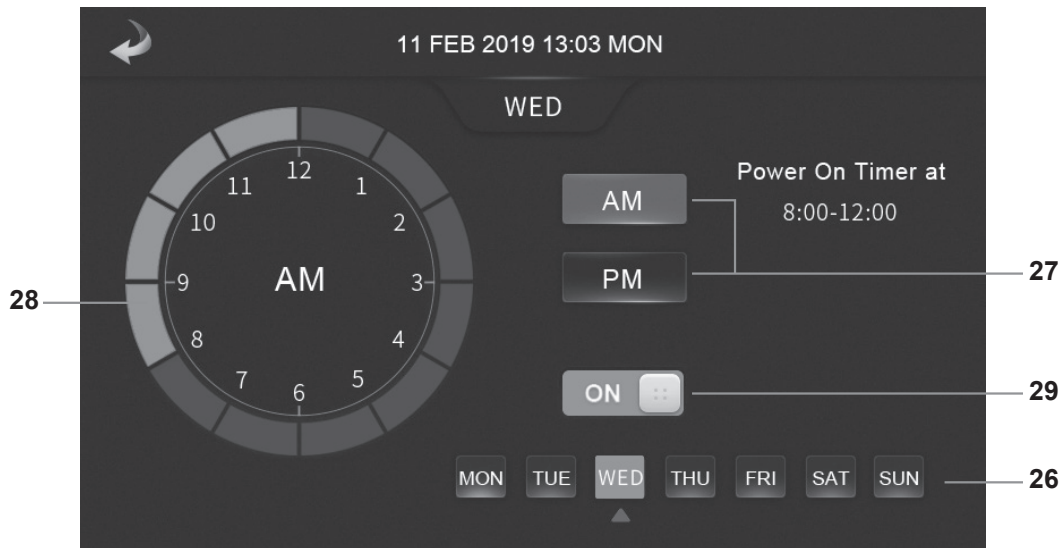 11 FEB 2019 13:03 MON
WED
12
1
2
3
4
5
6
7
8
9
10
11
AM
AM
PM
Power On Timer at
8:00-12:00
ON
MON TUE WED THU FRI SAT SUN
28
27
29
26